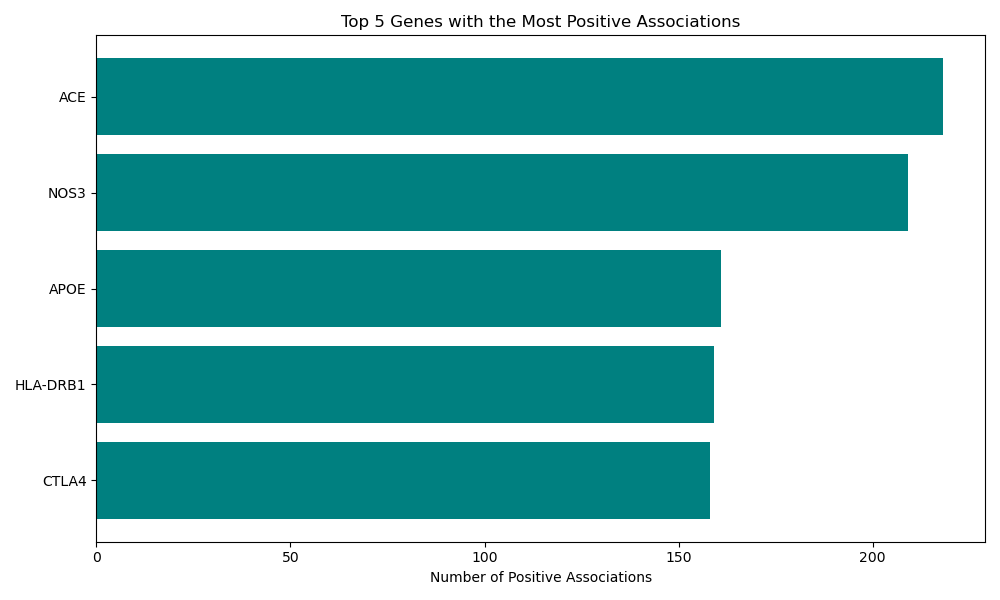 Top 5 Genes with the Most Positive Associations
ACE
NOS3
APOE
HLA-DRB1
CTLA4
0 50 100 150 200
Number of Positive Associations